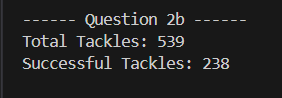 ------ Question 2b ------
Total Tackles: 539
Successful Tackles: 238